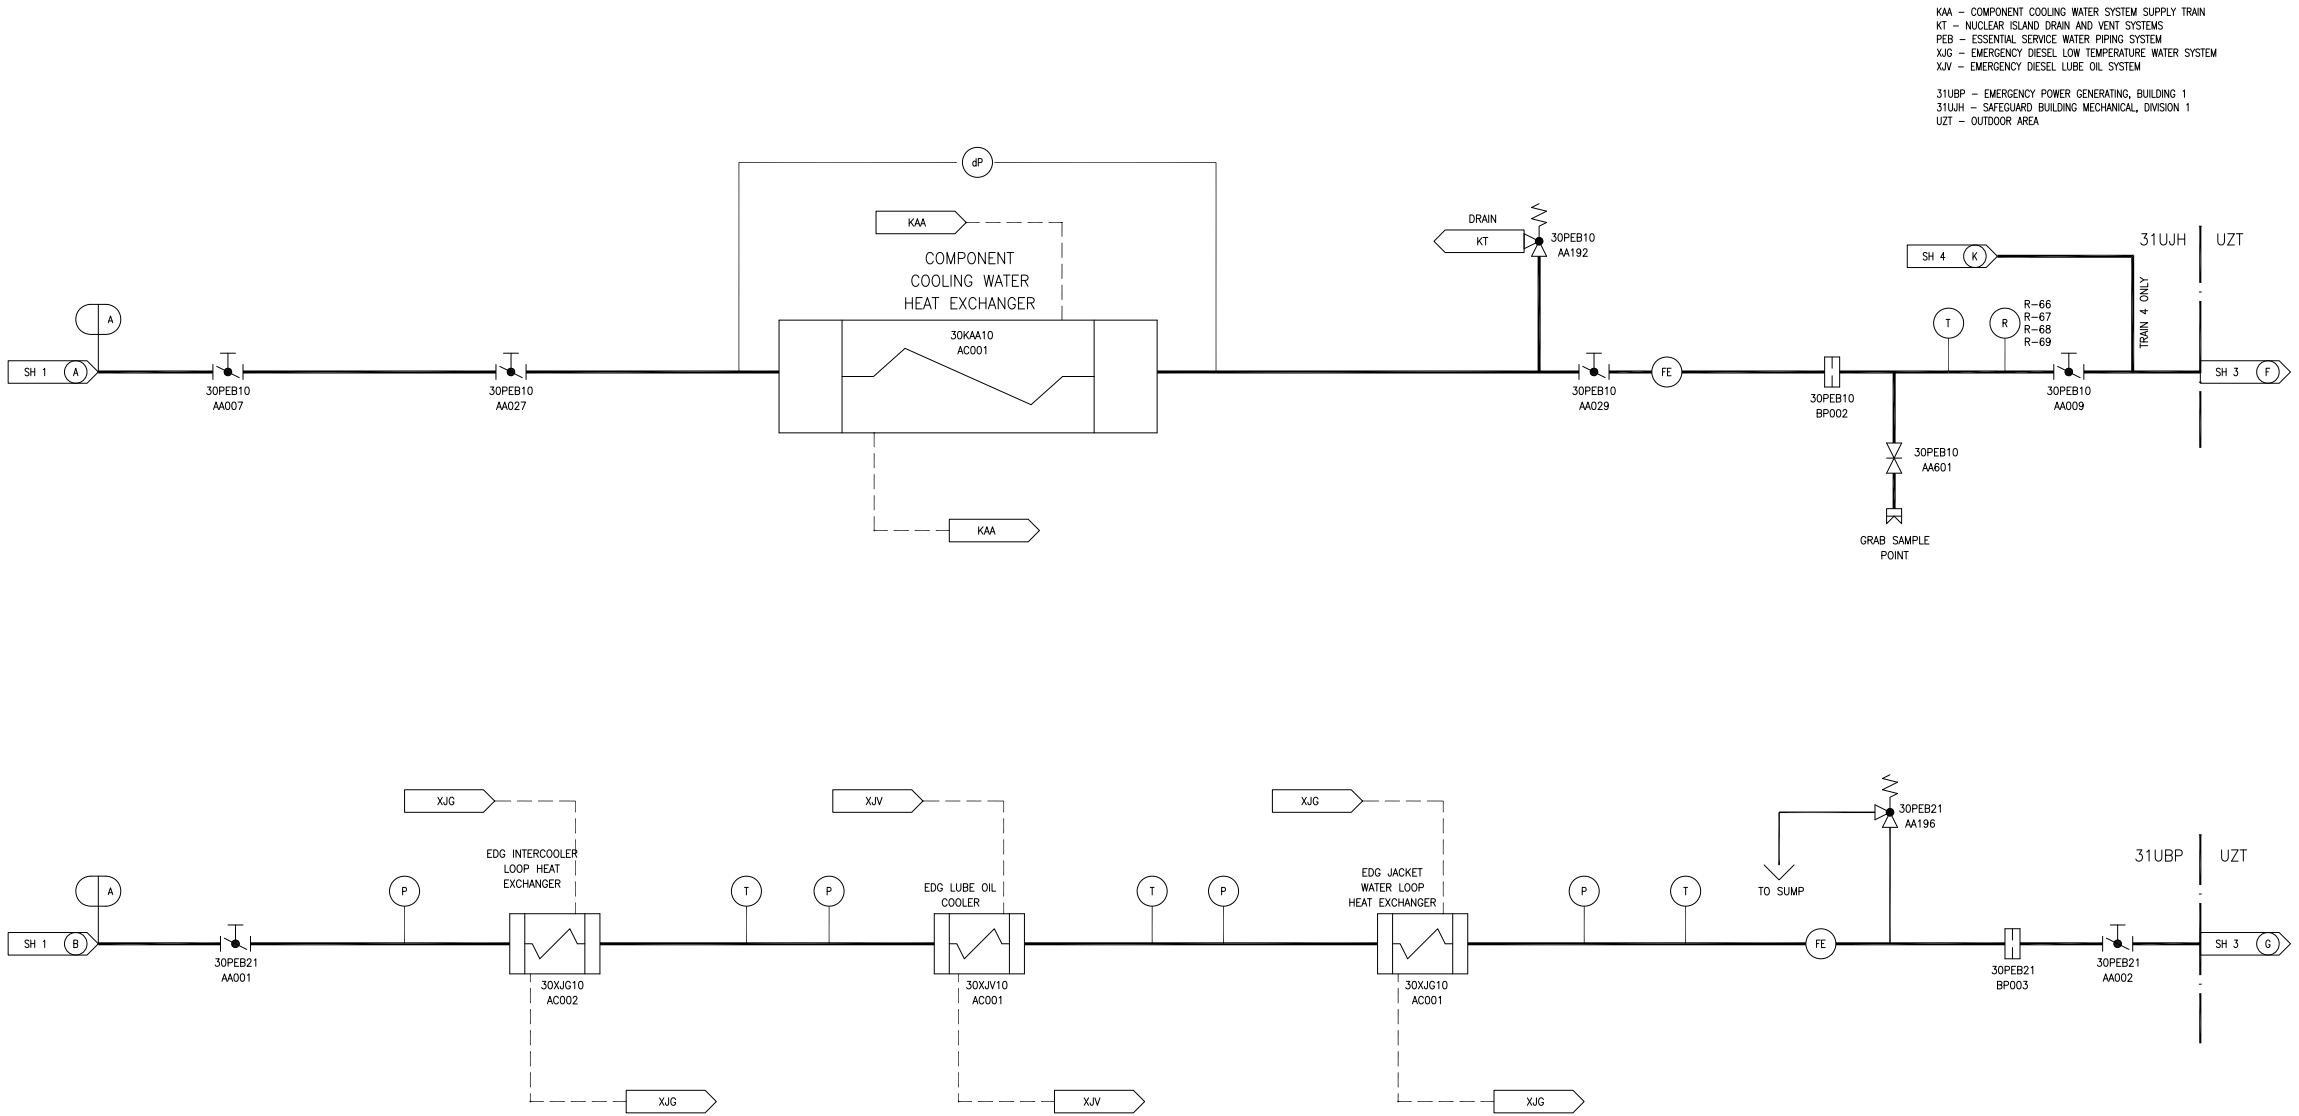 KAA – COMPONENT COOLING WATER SYSTEM SUPPLY TRAIN
KT – NUCLEAR ISLAND DRAIN AND VENT SYSTEMS
PEB – ESSENTIAL SERVICE WATER PIPING SYSTEM
XJG – EMERGENCY DIESEL LOW TEMPERATURE WATER SYSTEM
XJV – EMERGENCY DIESEL LUBE OIL SYSTEM
31UBP – EMERGENCY POWER GENERATING, BUILDING 1
31UJH – SAFEGUARD BUILDING MECHANICAL, DIVISION 1
UZT – OUTDOOR AREA
dP
KAA
COMPONENT
COOLING WATER
HEAT EXCHANGER
30KAA10
AC001
KAA
DRAIN
KT
30PEB10
AA192
SH 4 K
TRAIN 4 ONLY
31UJH
UZT
A
SH 1 A
30PEB10
AA007
30PEB10
AA027
30PEB10
AA029
FE
30PEB10
BP002
T
R
R-66
R-67
R-68
R-69
30PEB10
AA009
SH 3 F
30PEB10
AA601
GRAB SAMPLE
POINT
XJG
XJV
XJG
30PEB21
AA196
TO SUMP
31UBP
UZT
EDG INTERCOOLER
LOOP HEAT
EXCHANGER
EDG LUBE OIL
COOLER
EDG JACKET
WATER LOOP
HEAT EXCHANGER
A
P
T
P
T
P
P
T
SH 1 B
30PEB21
AA001
30XJG10
AC002
30XJV10
AC001
30XJG10
AC001
FE
30PEB21
BP003
30PEB21
AA002
SH 3 G
XJG
XJV
XJG